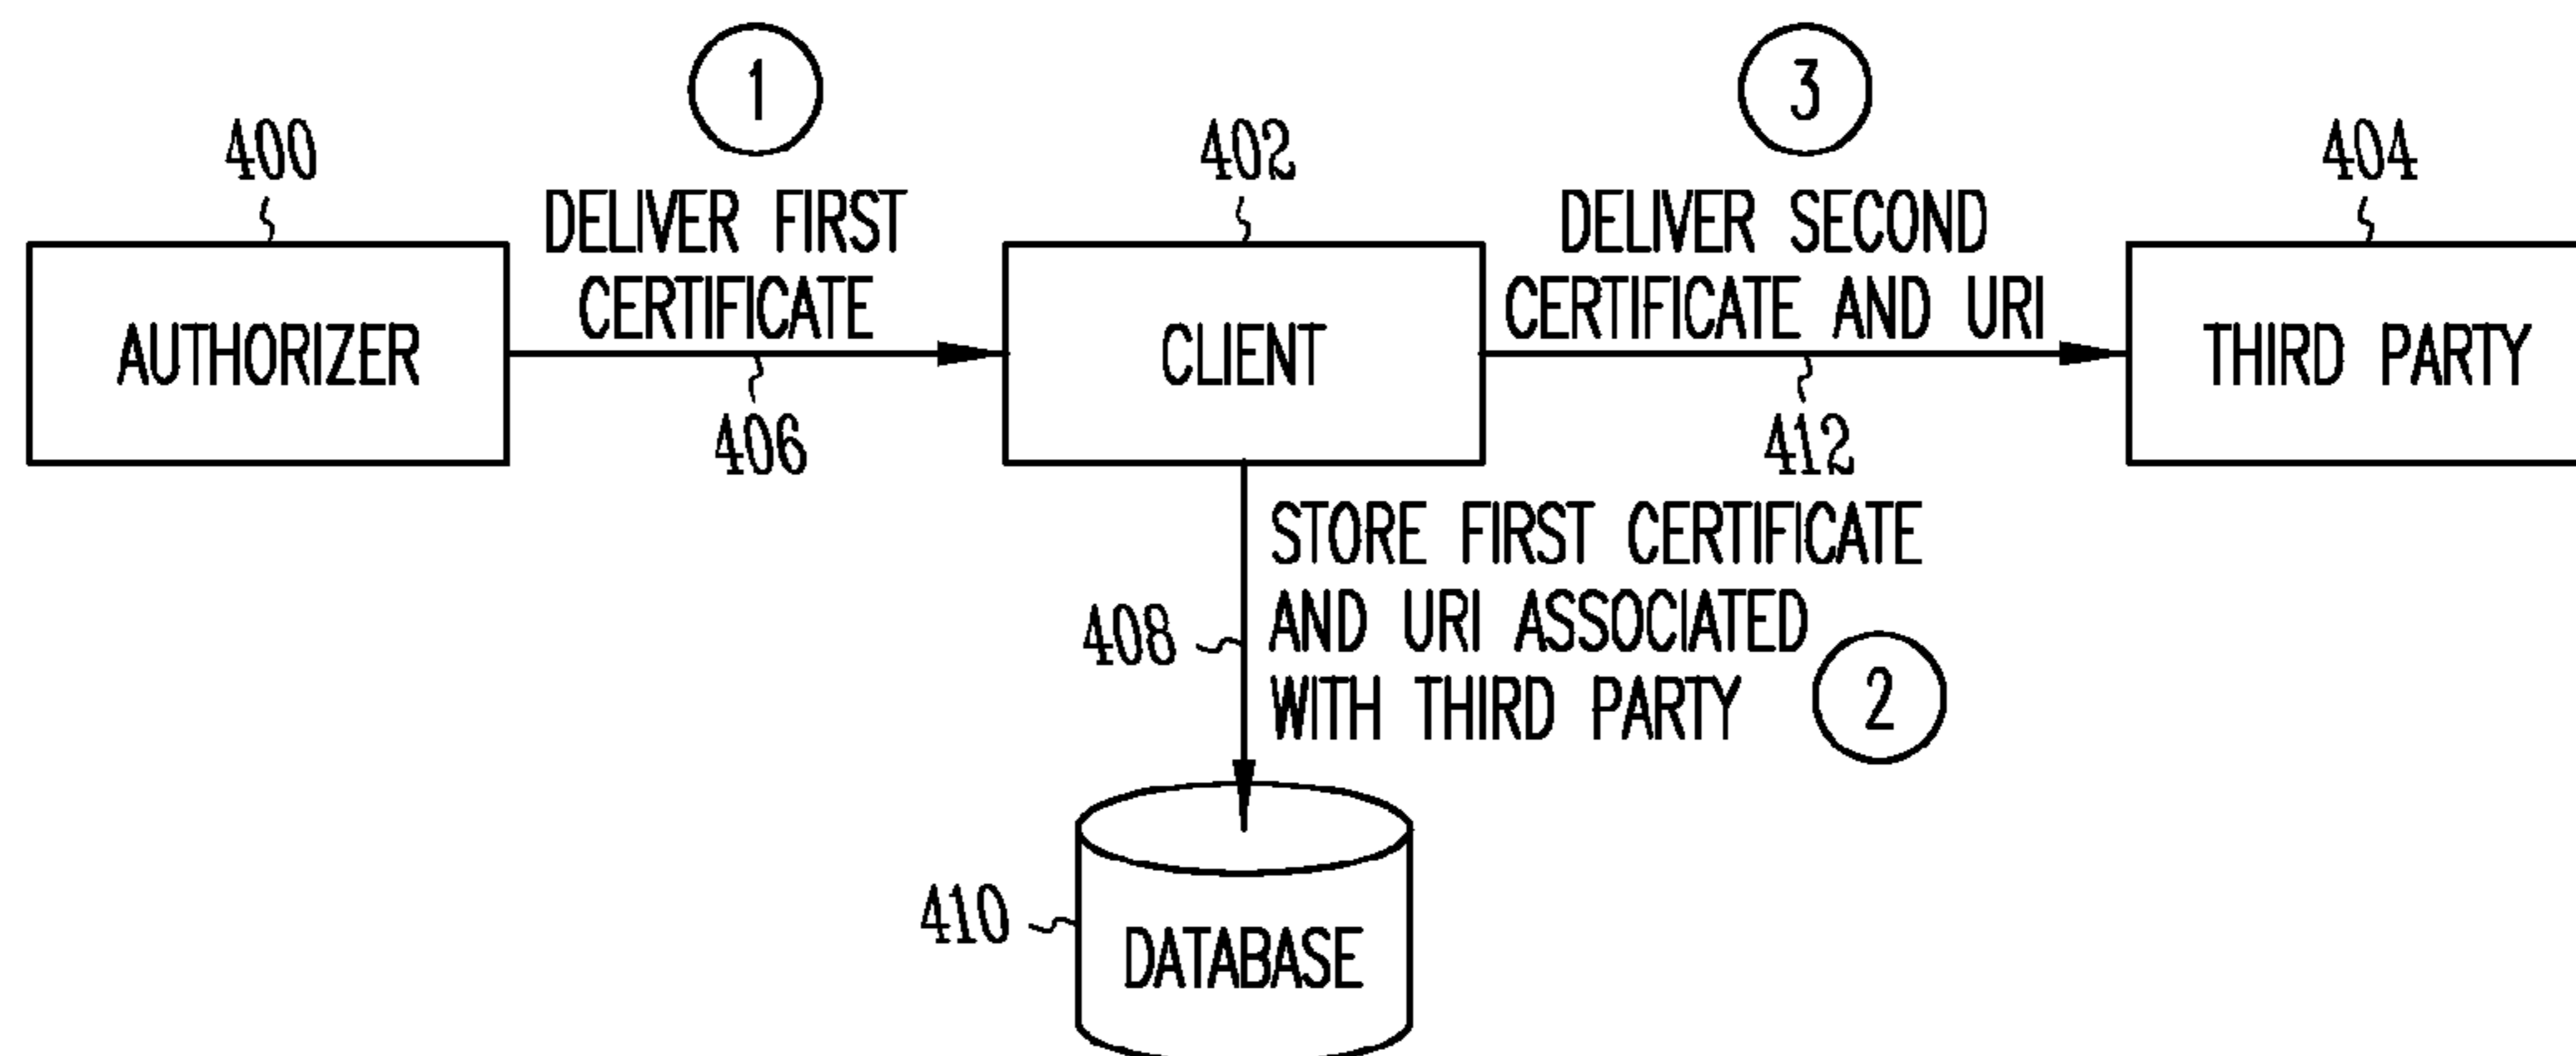 1
3
400
402
404
DELIVER FIRST
CERTIFICATE
DELIVER SECOND
CERTIFICATE AND URI
AUTHORIZER
CLIENT
THIRD PARTY
406
412
STORE FIRST CERTIFICATE
AND URI ASSOCIATED
WITH THIRD PARTY
408
2
410
DATABASE